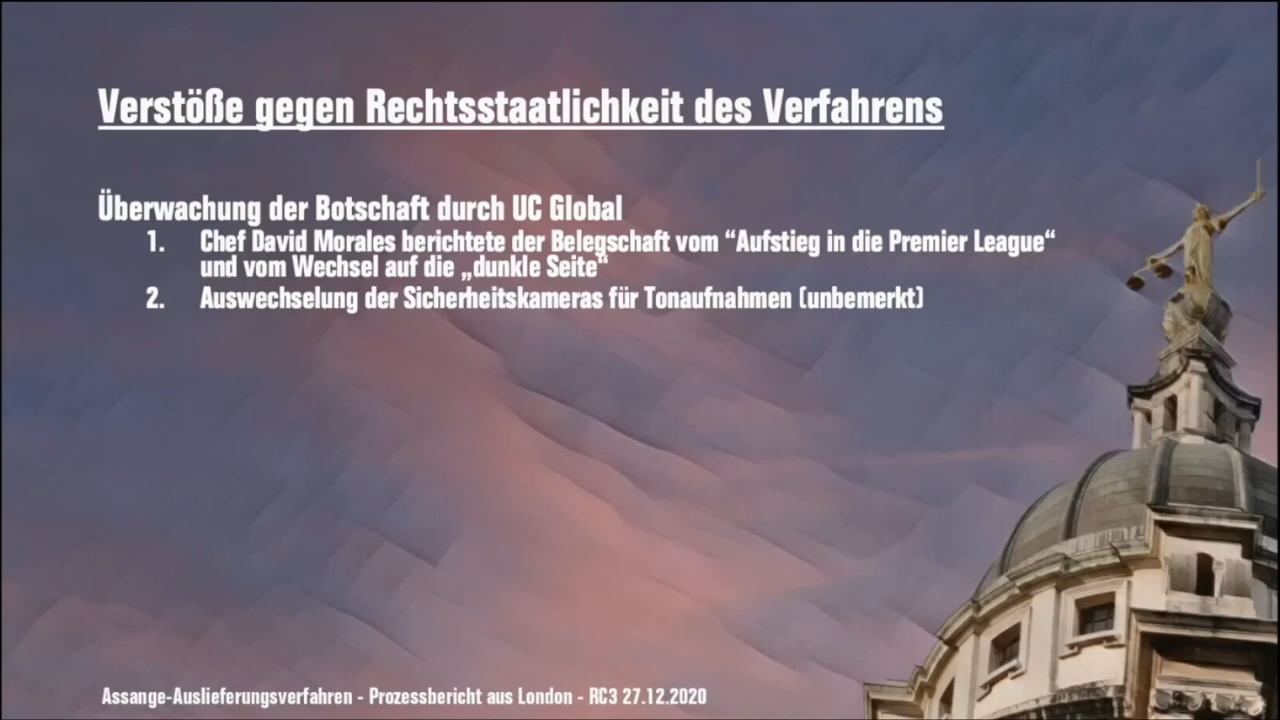 Verstöße gegen Rechtsstaatlichkeit des Verfahrens
Überwachung der Botschaft durch UC Global
1. Chef David Morales berichtete der Belegschaft vom “Aufstieg in die Premier League“
und vom Wechsel auf die „dunkle Seite“
2. Auswechselung der Sicherheitskameras für Tonaufnahmen (unbemerkt)
Assange-Auslieferungsverfahren - Prozessbericht aus London - RC3 27.12.2020